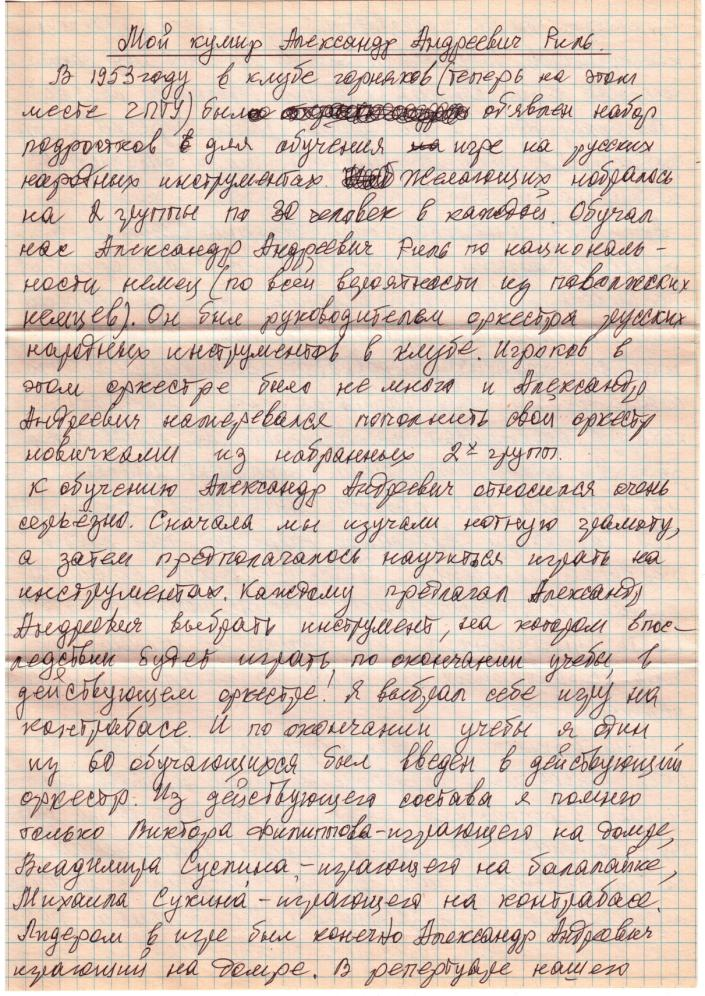 Мой кумир Александр Андреевич Риль.
В 1953 году в клубе горняков (теперь на этом
месте ГПТУ) был объявлен набор
подростков для обучения игре на русских
народных инструментах. Желающих набралось
на 2 группы по 30 человек в каждой. Обучал
нас Александр Андреевич Риль по националь-
ности немец (по всей вероятности из поволжских
немцев). Он был руководителем оркестра русских
народных инструментов в клубе. Игроков в
этом оркестре было не много и Александр
Андреевич намеревался пополнить свой оркестр
новичками из набранных 2х групп.
К обучению Александр Андреевич относился очень
серьёзно. Сначала мы изучали нотную грамоту,
а затем предполагалось научиться играть на
инструментах. Каждому предлагал Александр
Андреевич выбрать инструмент, на котором впос-
ледствии будет играть, по окончании учебы, в
действующем оркестре! Я выбрал себе игру на
контрабасе. И по окончании учебы я один
из 60 обучающихся был введен в действующий
оркестр. Из действующего состава я помню
только Виктора Филиппова-играющего на домре,
Владимира Суслина-играющего на балалайке,
Михаила Сухина-играющего на контрабасе.
Лидером в игре был конечно Александр Андреевич
играющий на домре. В репертуаре нашего